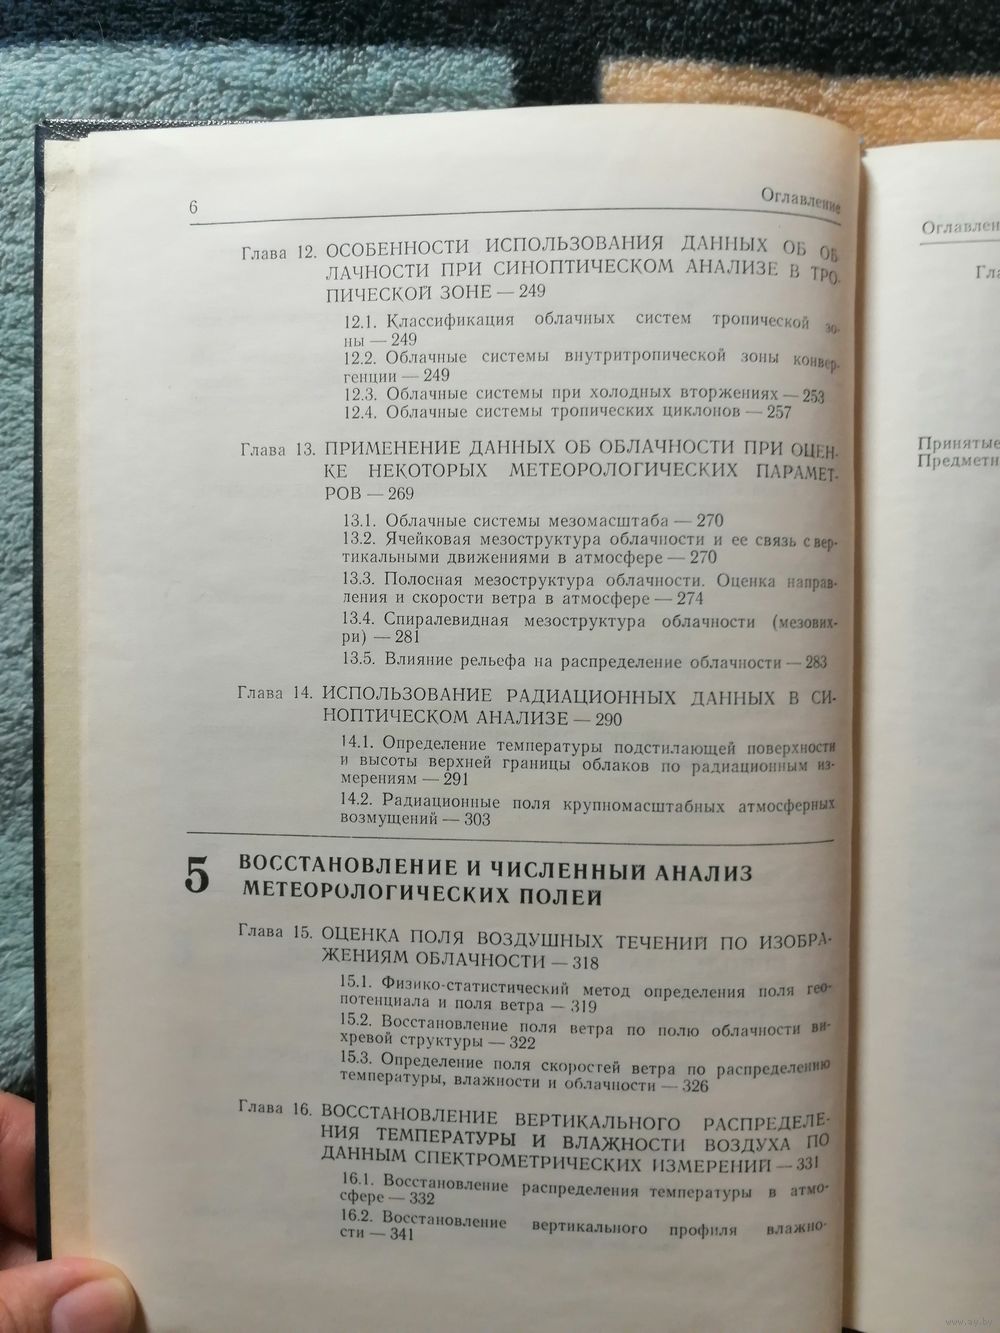 6
Оглавление
Глава 12. ОСОБЕННОСТИ ИСПОЛЬЗОВАНИЯ ДАННЫХ ОБ ОБ
ЛАЧНОСТИ ПРИ СИНОПТИЧЕСКОМ АНАЛИЗЕ В ТРО-
ПИЧЕСКОЙ ЗОНЕ — 249
12.1. Классификация облачных систем тропической зо-
ны — 249
12.2. Облачные системы внутритропической зоны конвер-
генции — 249
12.3. Облачные системы при холодных вторжениях — 253
12.4. Облачные системы тропических циклонов — 257
Глава 13. ПРИМЕНЕНИЕ ДАННЫХ ОБ ОБЛАЧНОСТИ ПРИ ОЦЕН-
КЕ НЕКОТОРЫХ МЕТЕОРОЛОГИЧЕСКИХ ПАРАМЕТ-
РОВ — 269
13.1. Облачные системы мезомасштаба — 270
13.2. Ячейковая мезоструктура облачности и ее связь с вер-
тикальными движениями в атмосфере — 270
13.3. Полосная мезоструктура облачности. Оценка направ-
ления и скорости ветра в атмосфере — 274
13.4. Спиралевидная мезоструктура облачности (мезових-
ри) — 281
13.5. Влияние рельефа на распределение облачности — 283
Глава 14. ИСПОЛЬЗОВАНИЕ РАДИАЦИОННЫХ ДАННЫХ В СИ-
НОПТИЧЕСКОМ АНАЛИЗЕ — 290
14.1. Определение температуры подстилающей поверхности
и высоты верхней границы облаков по радиационным из-
мерениям — 291
14.2. Радиационные поля крупномасштабных атмосферных
возмущений — 303
5 ВОССТАНОВЛЕНИЕ И ЧИСЛЕННЫЙ АНАЛИЗ
МЕТЕОРОЛОГИЧЕСКИХ ПОЛЕЙ
Глава 15. ОЦЕНКА ПОЛЯ ВОЗДУШНЫХ ТЕЧЕНИЙ ПО ИЗОБРА-
ЖЕНИЯМ ОБЛАЧНОСТИ — 318
15.1. Физико-статистический метод определения поля гео-
потенциала и поля ветра — 319
15.2. Восстановление поля ветра по полю облачности ви-
хревой структуры — 322
15.3. Определение поля скоростей ветра по распределению
температуры, влажности и облачности — 326
Глава 16. ВОССТАНОВЛЕНИЕ ВЕРТИКАЛЬНОГО РАСПРЕДЕЛЕ-
НИЯ ТЕМПЕРАТУРЫ И ВЛАЖНОСТИ ВОЗДУХА ПО
ДАННЫМ СПЕКТРОМЕТРИЧЕСКИХ ИЗМЕРЕНИЙ — 331
16.1. Восстановление распределения температуры в атмо-
сфере — 332
16.2. Восстановление вертикального профиля влажно-
сти — 341
Оглавлен
Гла
Принятые
Предметн
www.ay.by